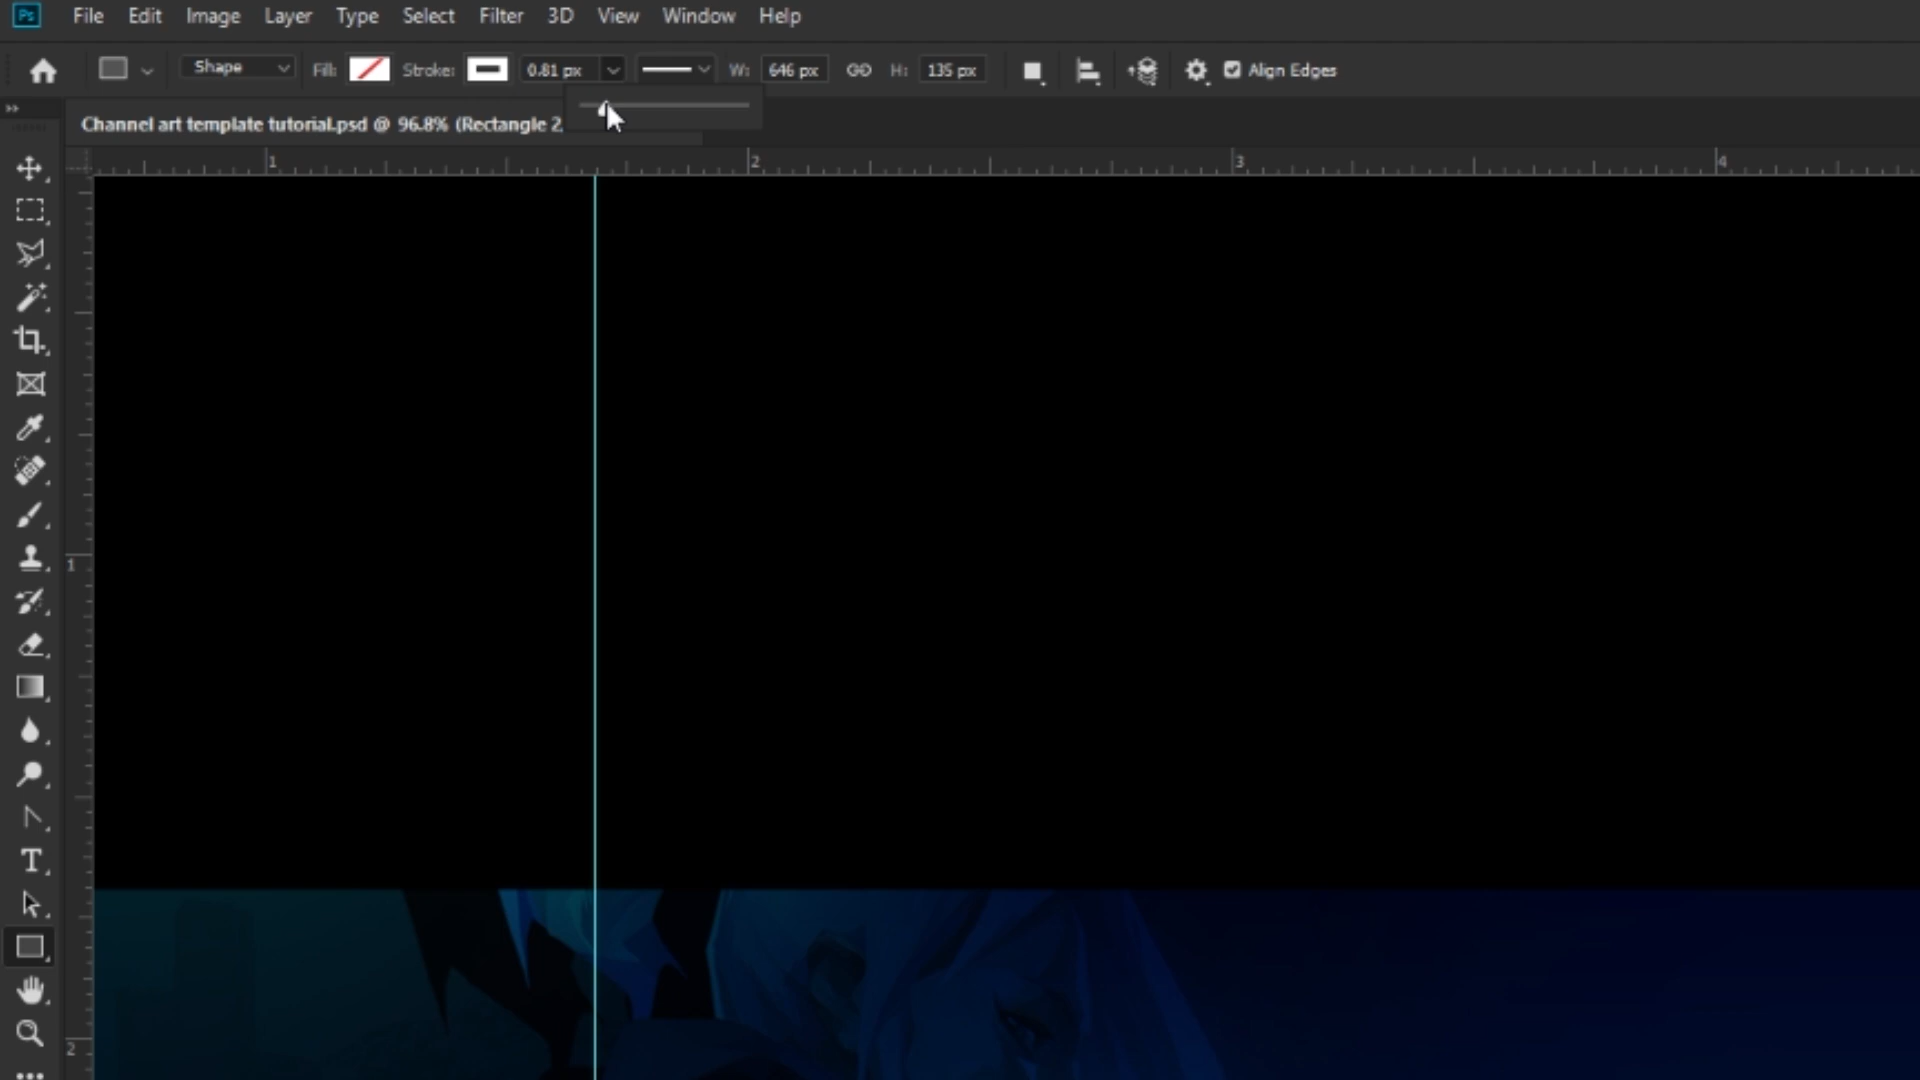 Ps File Edit Image Layer Type Select Filter 3D View Window Help
Shape Fill: Stroke: 0.81 px W: 646 px H: 135 px Align Edges
Channel art template tutorial.psd @ 96.8% (Rectangle 2,
1 2 3 4
1
T
2